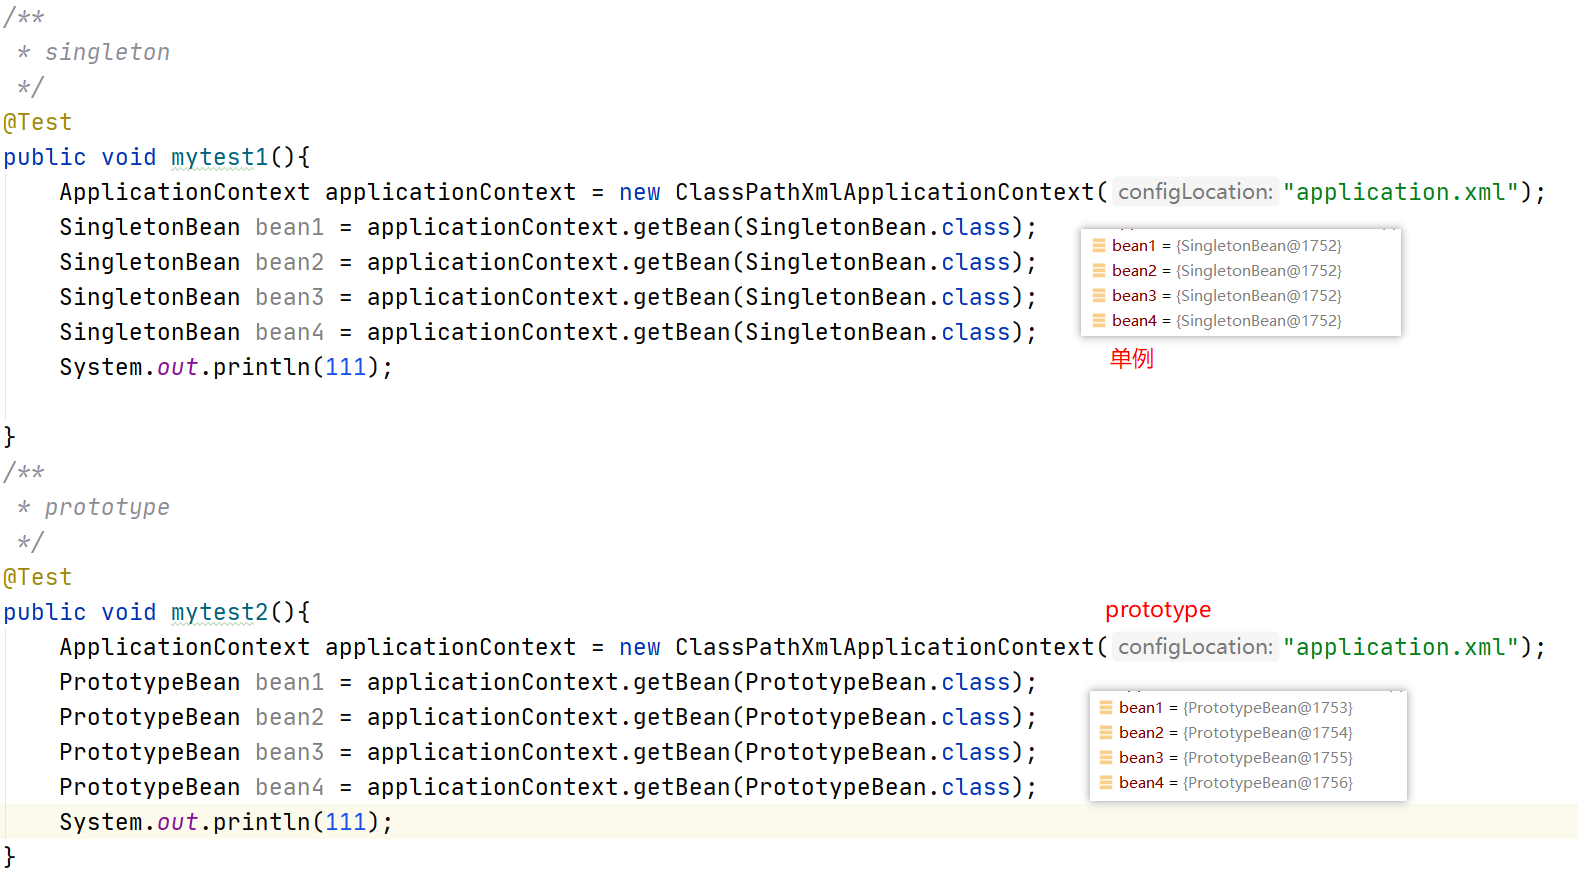 /**
 * singleton
 */
@Test
public void mytest1(){
    ApplicationContext applicationContext = new ClassPathXmlApplicationContext( configLocation: "application.xml");
    SingletonBean bean1 = applicationContext.getBean(SingletonBean.class);
    SingletonBean bean2 = applicationContext.getBean(SingletonBean.class);
    SingletonBean bean3 = applicationContext.getBean(SingletonBean.class);
    SingletonBean bean4 = applicationContext.getBean(SingletonBean.class);
    System.out.println(111);
bean1 = {SingletonBean@1752}
bean2 = {SingletonBean@1752}
bean3 = {SingletonBean@1752}
bean4 = {SingletonBean@1752}
单例
}
/**
 * prototype
 */
@Test
public void mytest2(){
prototype
    ApplicationContext applicationContext = new ClassPathXmlApplicationContext( configLocation: "application.xml");
    PrototypeBean bean1 = applicationContext.getBean(PrototypeBean.class);
    PrototypeBean bean2 = applicationContext.getBean(PrototypeBean.class);
    PrototypeBean bean3 = applicationContext.getBean(PrototypeBean.class);
    PrototypeBean bean4 = applicationContext.getBean(PrototypeBean.class);
bean1 = {PrototypeBean@1753}
bean2 = {PrototypeBean@1754}
bean3 = {PrototypeBean@1755}
bean4 = {PrototypeBean@1756}
    System.out.println(111);
}